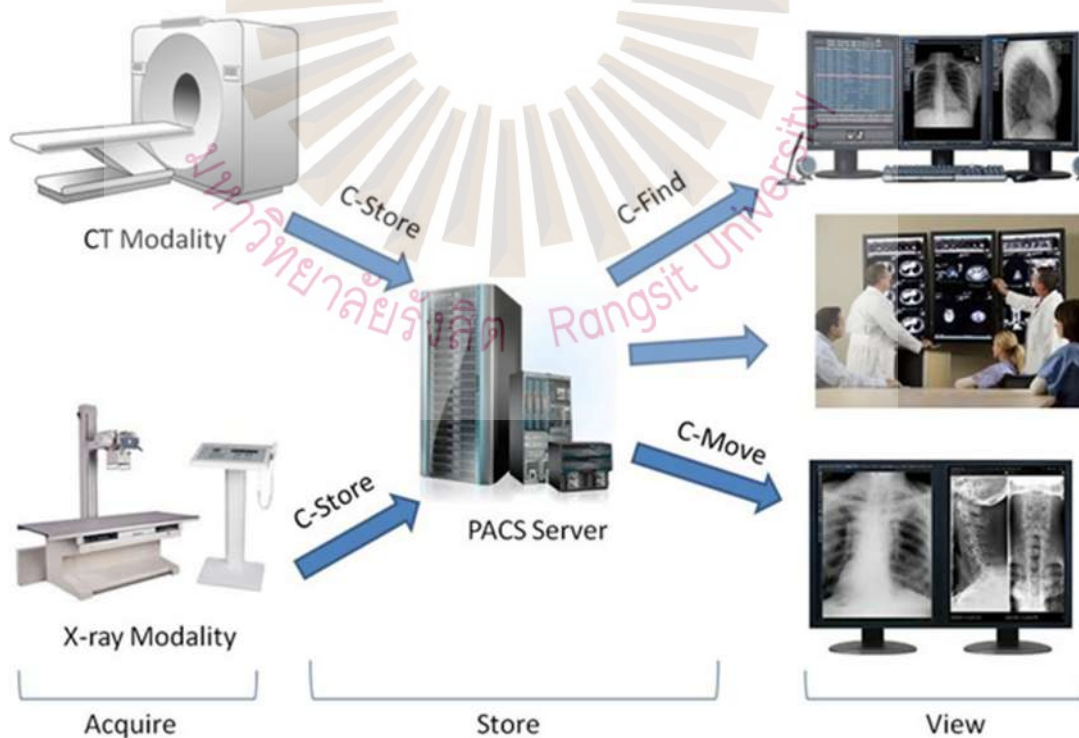 C-Store
C-Find
CT Modality
มหาวิทยาลัยรังสิต Rangsit University
C-Store
C-Move
PACS Server
X-ray Modality
Acquire
Store
View